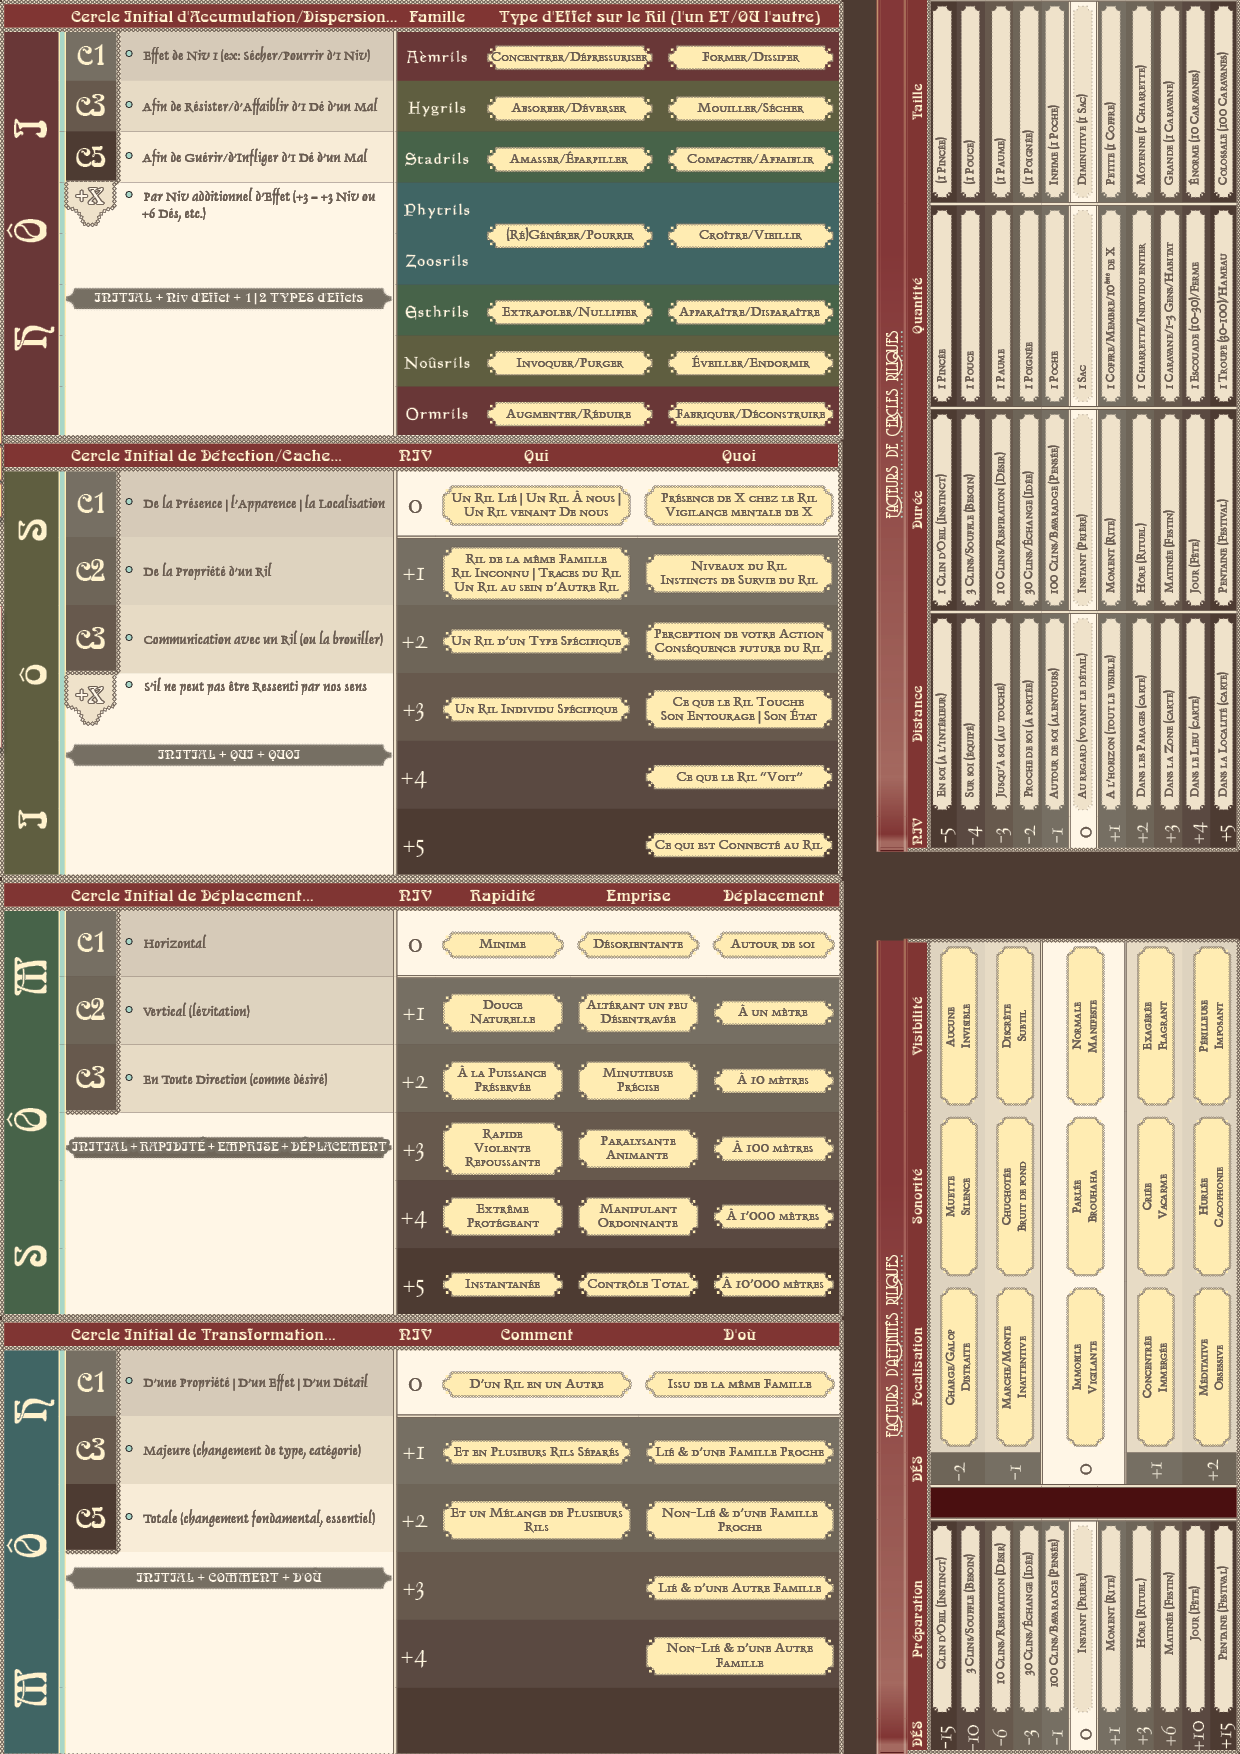 Cercle Initial d'Accumulation/Dispersion... Famille Type d'Effet sur le Ril (l'un ET/OU l'autre)
C1 Effet de Niv 1 (ex: Sécher/Pourrir d'1 Niv)
C3 Afin de Résister/d'Affaiblir d'1 Dé d'un Mal
C5 Afin de Guérir/d'Infliger d'1 Dé d'un Mal
+X Par Niv additionnel d'Effet (+3 = +3 Niv ou
+6 Dés, etc.)
INITIAL + Niv d'Effet + 1|2 TYPES d'Effets
Aèmrils Concentrer/Dépressuriser Former/Dissiper
Hygrils Absorber/Déverser Mouiller/Sécher
Stadrils Amasser/Éparpiller Compacter/Affaiblir
Phytrils
(Ré)Générer/Pourrir Croître/Vieillir
Zoosrils
Esthrils Extrapoler/Nullifier Apparaître/Disparaître
Noûsrils Invoquer/Purger Éveiller/Endormir
Ormrils Augmenter/Réduire Fabriquer/Déconstruire
Cercle Initial de Détection/Cache... NIV Qui Quoi
C1 De la Présence | l'Apparence | la Localisation
C2 De la Propriété d'un Ril
C3 Communication avec un Ril (ou la brouiller)
+X S'il ne peut pas être Ressenti par nos sens
INITIAL + QUI + QUOI
0 Un Ril Lié | Un Ril À nous |
Un Ril venant De nous
Présence de X chez le Ril
Vigilance mentale de X
+1 Ril de la même Famille
Ril Inconnu | Traces du Ril
Un Ril au sein d'Autre Ril
Niveaux du Ril
Instincts de Survie du Ril
+2 Un Ril d'un Type Spécifique
Perception de votre Action
Conséquence future du Ril
+3 Un Ril Individu Spécifique
Ce que le Ril Touche
Son Entourage | Son État
+4 Ce que le Ril "Voit"
+5 Ce qui est Connecté au Ril
Cercle Initial de Déplacement... NIV Rapidité Emprise Déplacement
C1 Horizontal
C2 Vertical (lévitation)
C3 En Toute Direction (comme désiré)
INITIAL + RAPIDITÉ + EMPRISE + DÉPLACEMENT
0 Minime Désorientante Autour de soi
+1 Douce
Naturelle
Altérant un peu
Désentravée
À un mètre
+2 À la Puissance
Préservée
Minutieuse
Précise
À 10 mètres
+3 Rapide
Violente
Repoussante
Paralysante
Animante
À 100 mètres
+4 Extrême
Protégeant
Manipulant
Ordonnante
À 1'000 mètres
+5 Instantanée Contrôle Total À 10'000 mètres
Cercle Initial de Transformation... NIV Comment D'où
C1 D'une Propriété | D'un Effet | D'un Détail
C3 Majeure (changement de type, catégorie)
C5 Totale (changement fondamental, essentiel)
INITIAL + COMMENT + D'OÙ
0 D'un Ril en un Autre Issu de la même Famille
+1 Et en Plusieurs Rils Séparés Lié & d'une Famille Proche
+2 Et un Mélange de Plusieurs
Rils
Non-Lié & d'une Famille
Proche
+3 Lié & d'une Autre Famille
+4 Non-Lié & d'une Autre
Famille
FACTEURS DE CERCLES RILIQUES
NIV Distance Durée Quantité Taille
-5 En soi (à l'intérieur) 1 Clin d'Oeil (Instinct) 1 Pincée (1 Pincée)
-4 Sur soi (équipé) 3 Clins/Souffle (Besoin) 1 Pouce (1 Pouce)
-3 Jusqu'à soi (au touché) 10 Clins/Respiration (Désir) 1 Paume (1 Paume)
-2 Proche de soi (à portée) 30 Clins/Échange (Idée) 1 Poignée (1 Poignée)
-1 Autour de soi (alentours) 100 Clins/Bavaradge (Pensée) 1 Poche Infime (1 Poche)
0 Au regard (voyant le détail) Instant (Prière) 1 Sac Diminutive (1 Sac)
+1 À l'horizon (tout le visible) Moment (Rite) 1 Coffre/Membre/10ème de X Petite (1 Coffre)
+2 Dans les Parages (carte) Hôre (Rituel) 1 Charrette/Individu entier Moyenne (1 Charrette)
+3 Dans la Zone (carte) Matinée (Festin) 1 Caravane/1-3 Gens/Habitat Grande (1 Caravane)
+4 Dans le Lieu (carte) Jour (Fête) 1 Escouade (10-30)/Ferme Énorme (10 Caravanes)
+5 Dans la Localité (carte) Pentaine (Festival) 1 Troupe (30-100)/Hameau Colossale (100 Caravanes)
FACTEURS D'AFFINITÉS RILIQUES
DÉS Préparation
-15 Clin d'Oeil (Instinct)
-10 3 Clins/Souffle (Besoin)
-6 10 Clins/Respiration (Désir)
-3 30 Clins/Échange (Idée)
-1 100 Clins/Bavaradge (Pensée)
0 Instant (Prière)
+1 Moment (Rite)
+3 Hôre (Rituel)
+6 Matinée (Festin)
+10 Jour (Fête)
+15 Pentaine (Festival)
DÉS Focalisation Sonorité Visibilité
-2 Charge/Galop
Distraite
Muette
Silence
Aucune
Invisible
-1 Marche/Monte
Inattentive
Chuchotée
Bruit de fond
Discrète
Subtil
0 Immobile
Vigilante
Parlée
Brouhaha
Normale
Manifeste
+1 Concentrée
Immergée
Criée
Vacarme
Exagérée
Flagrant
+2 Méditative
Obsessive
Hurlée
Cacophonie
Périlleuse
Imposant